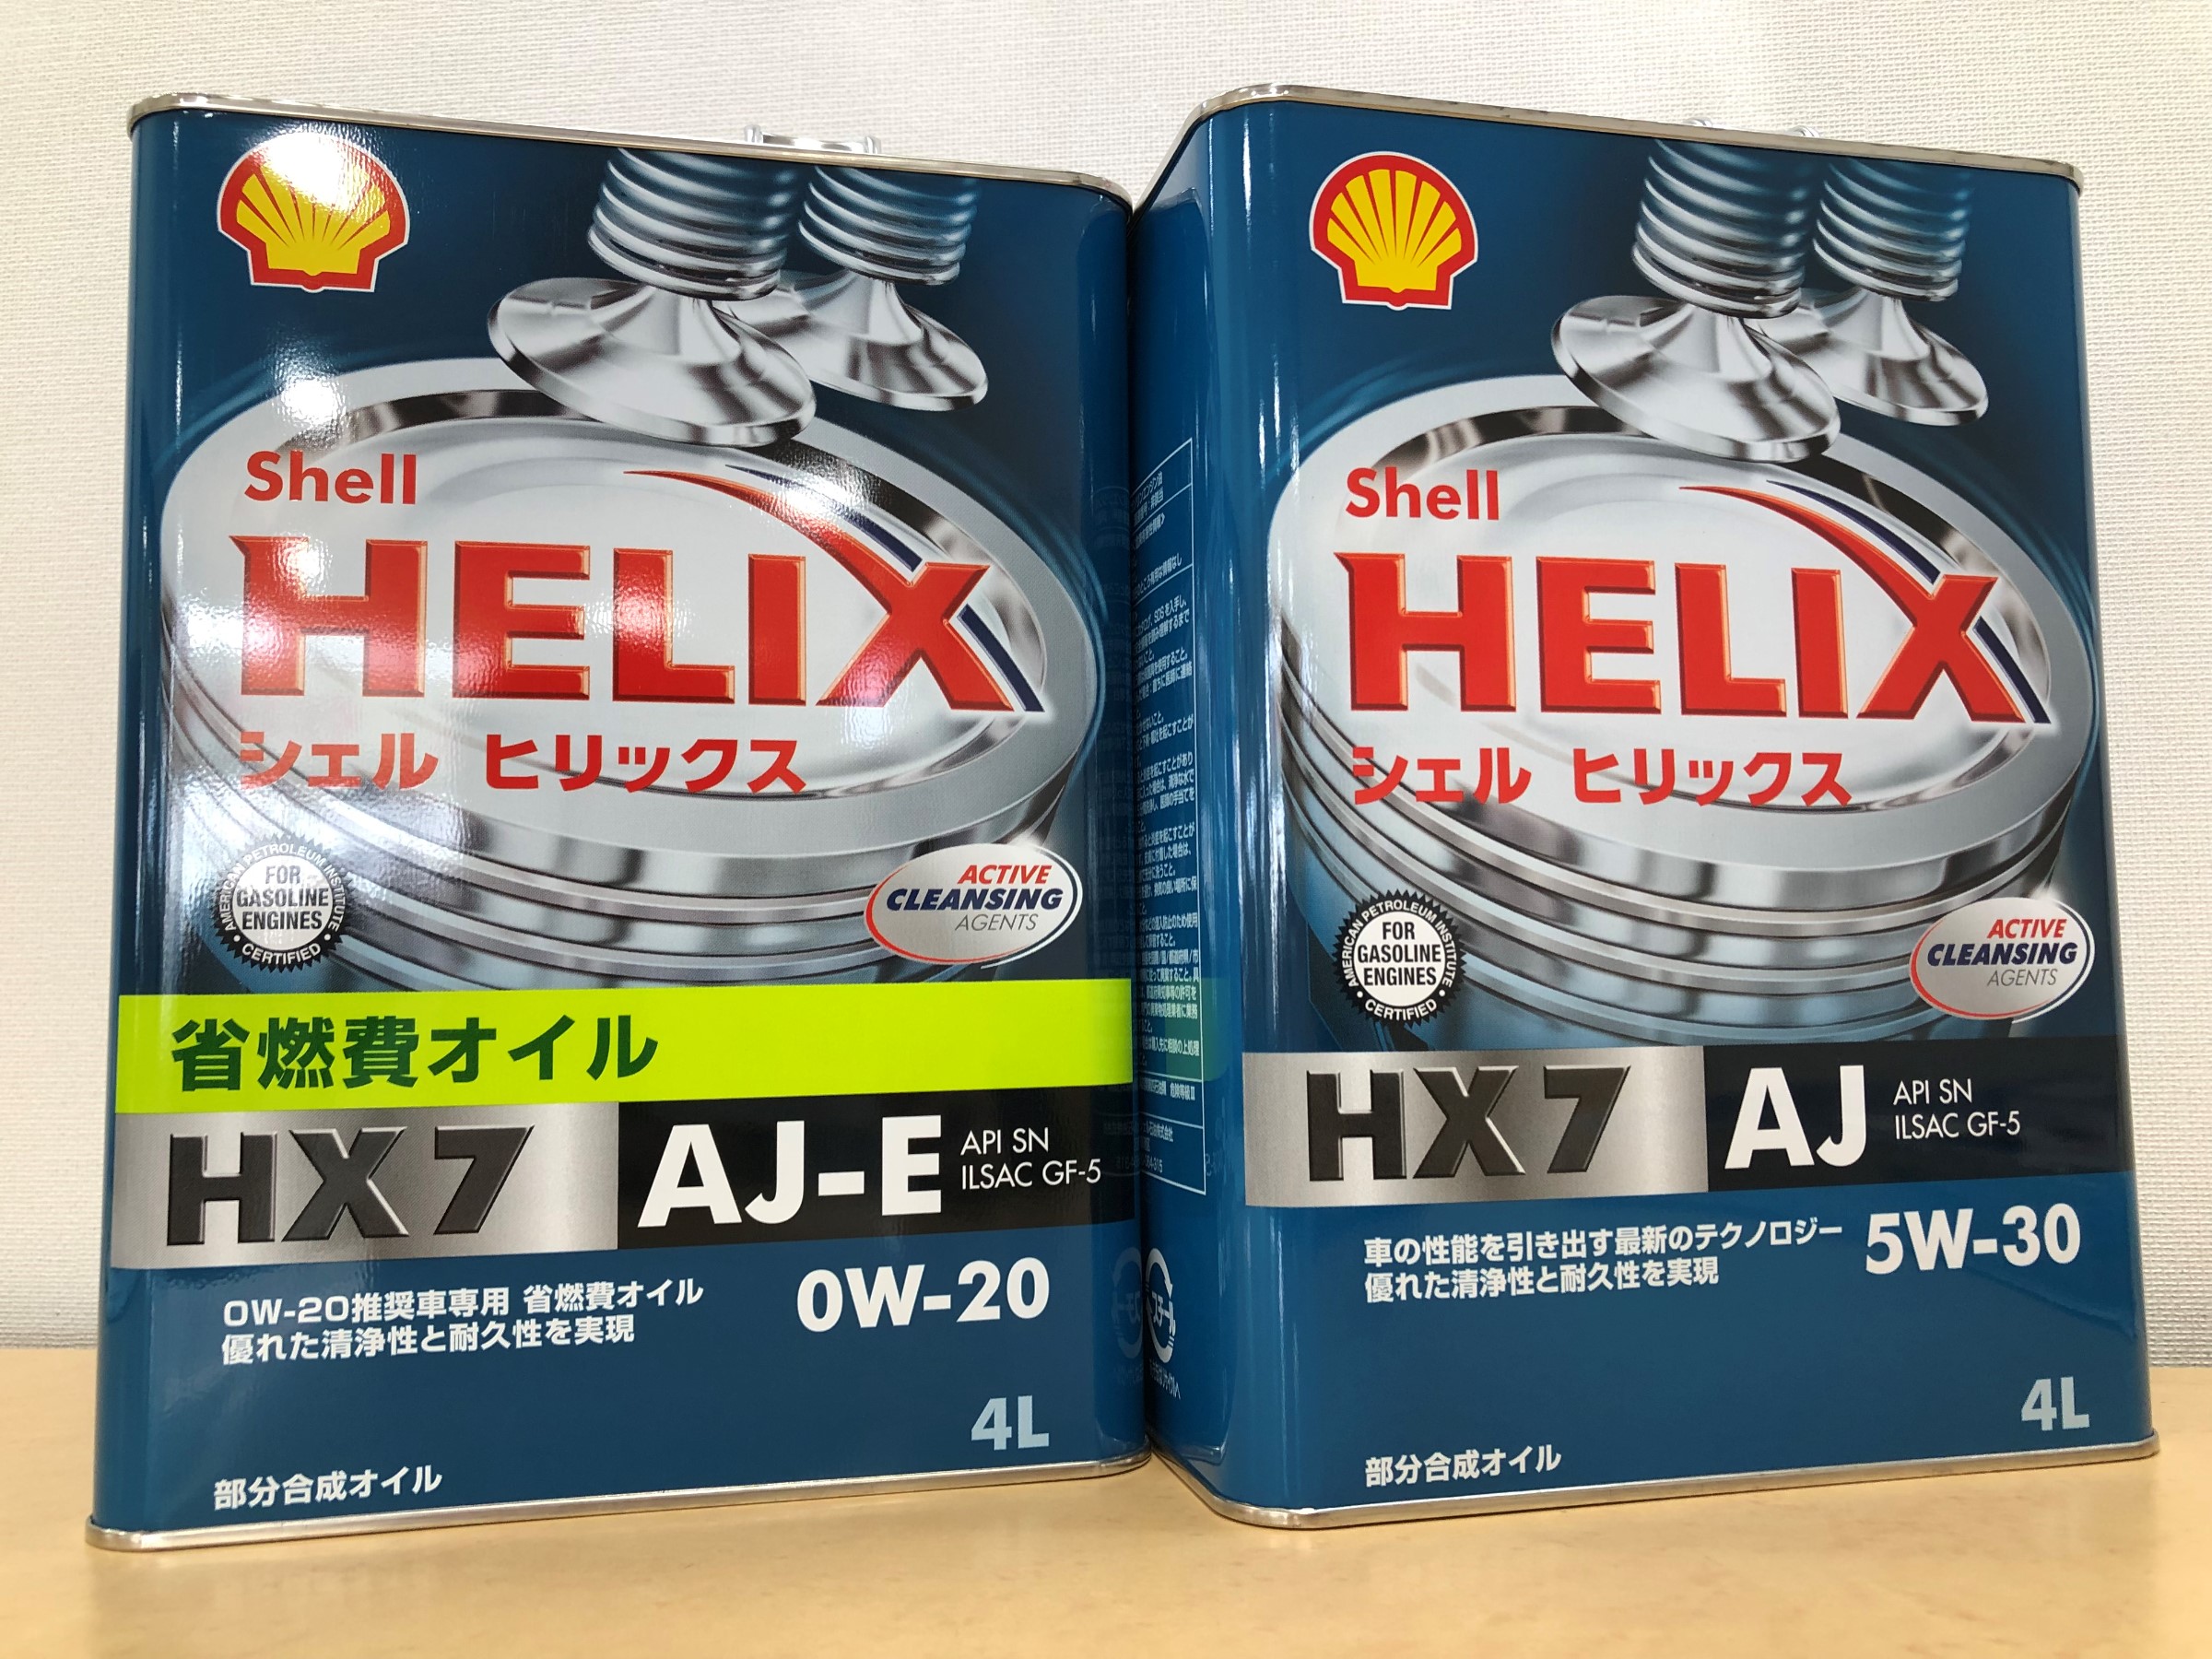 Shell
HELIX
シェル ヒリックス
AMERICAN PETROLEUM INSTITUTE
FOR
GASOLINE
ENGINES
CERTIFIED
ACTIVE
CLEANSING
AGENTS
省燃費オイル
HX7
AJ-E
API SN
ILSAC GF-5
0W-20推奨車専用 省燃費オイル
優れた清浄性と耐久性を実現
0W-20
4L
部分合成オイル
Shell
HELIX
シェル ヒリックス
AMERICAN PETROLEUM INSTITUTE
FOR
GASOLINE
ENGINES
CERTIFIED
ACTIVE
CLEANSING
AGENTS
HX7
AJ
API SN
ILSAC GF-5
車の性能を引き出す最新のテクノロジー
優れた清浄性と耐久性を実現
5W-30
4L
部分合成オイル